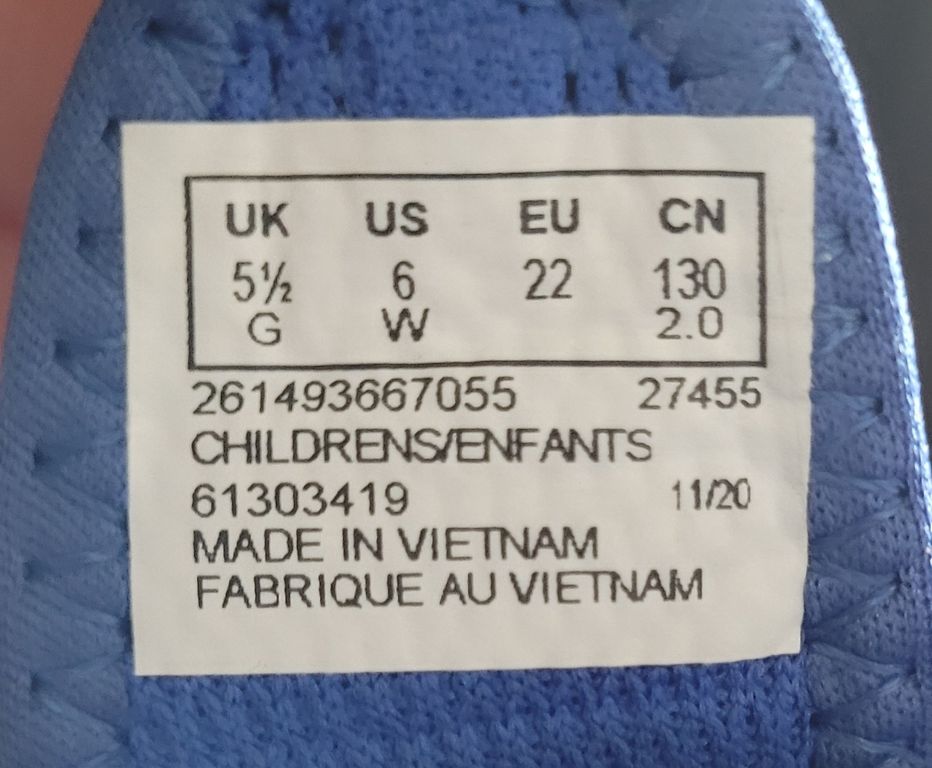 UK US EU CN
5½ 6 22 130
G W 2.0
261493667055 27455
CHILDRENS/ENFANTS
61303419 11/20
MADE IN VIETNAM
FABRIQUE AU VIETNAM